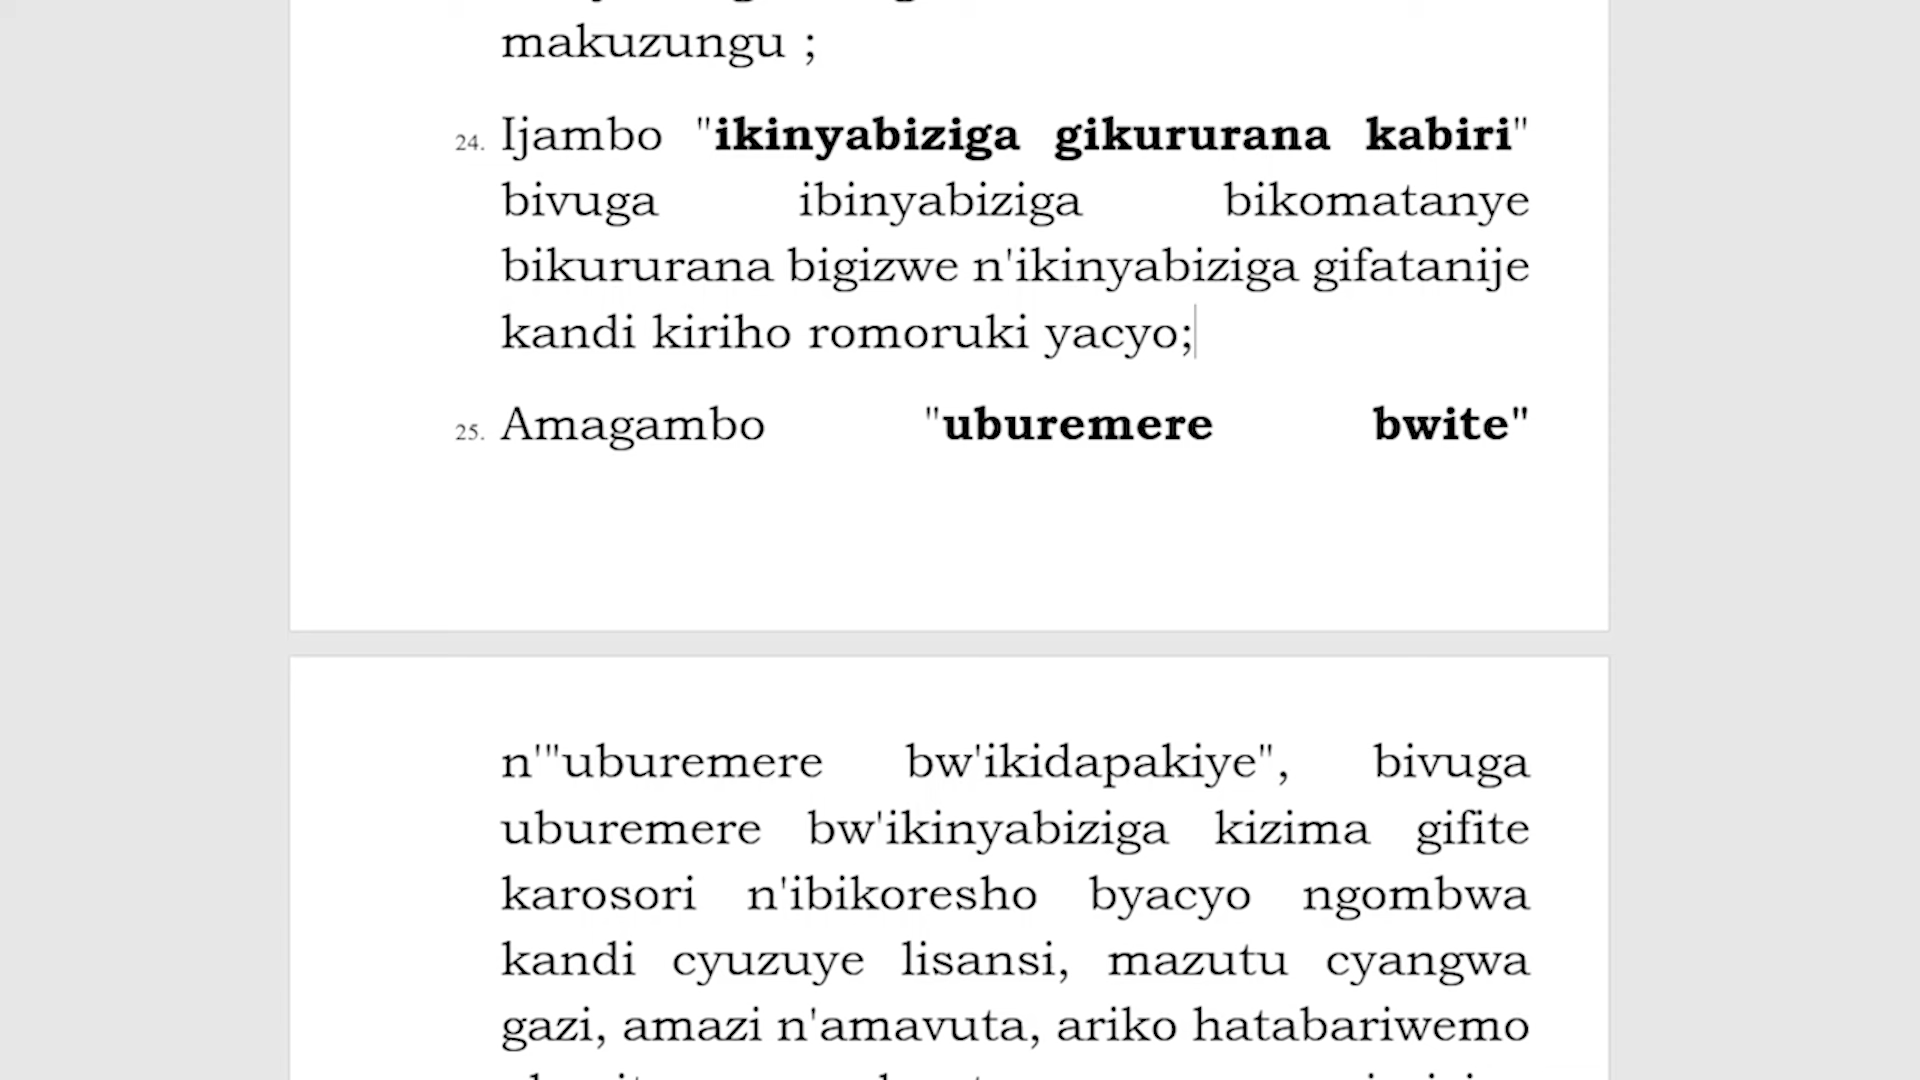 makuzungu ;
24. Ijambo "ikinyabiziga gikururana kabiri"
bivuga ibinyabiziga bikomatanye
bikururana bigizwe n'ikinyabiziga gifatanije
kandi kiriho romoruki yacyo;
25. Amagambo "uburemere bwite"
n'"uburemere bw'ikidapakiye", bivuga
uburemere bw'ikinyabiziga kizima gifite
karosori n'ibikoresho byacyo ngombwa
kandi cyuzuye lisansi, mazutu cyangwa
gazi, amazi n'amavuta, ariko hatabariwemo